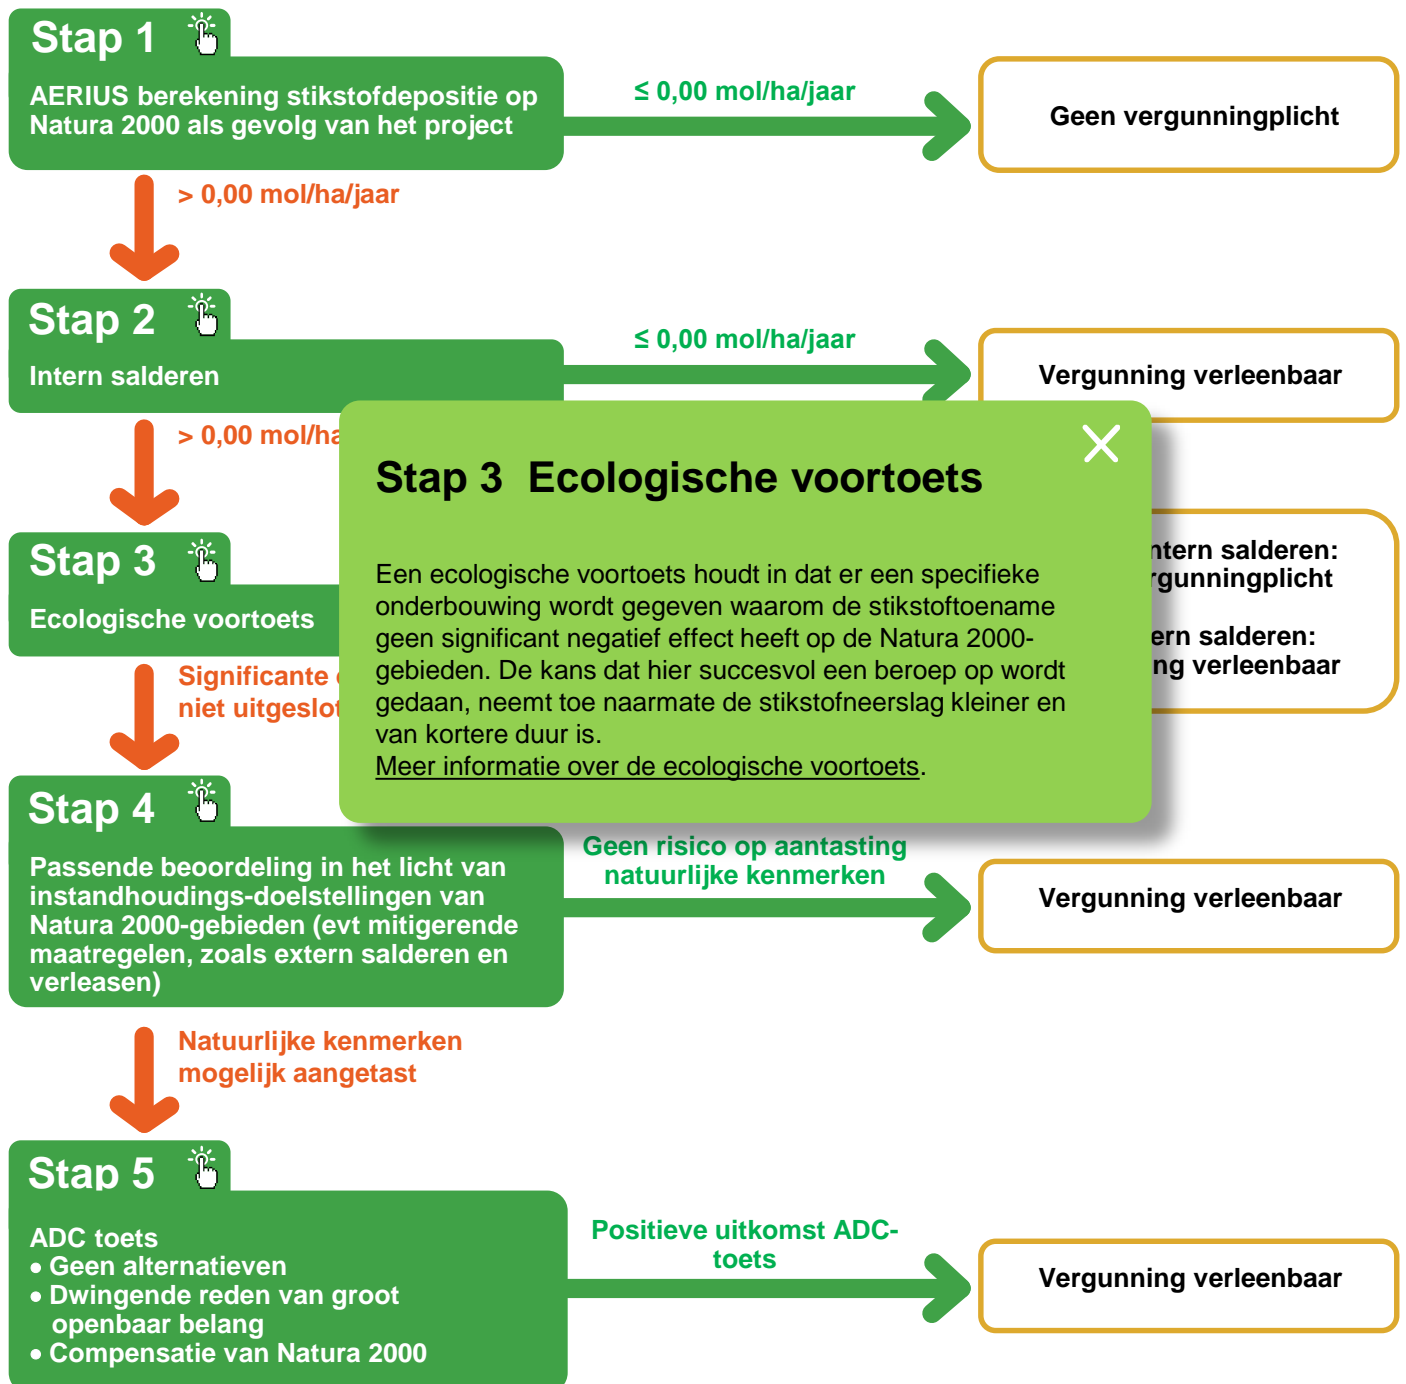 Stap 1
AERIUS berekening stikstofdepositie op
Natura 2000 als gevolg van het project
≤ 0,00 mol/ha/jaar
Geen vergunningplicht
> 0,00 mol/ha/jaar
Stap 2
Intern salderen
≤ 0,00 mol/ha/jaar
Vergunning verleenbaar
> 0,00 mol/ha
Stap 3
Ecologische voortoets
Stap 3 Ecologische voortoets
Een ecologische voortoets houdt in dat er een specifieke
onderbouwing wordt gegeven waarom de stikstoftoename
geen significant negatief effect heeft op de Natura 2000-
gebieden. De kans dat hier succesvol een beroep op wordt
gedaan, neemt toe naarmate de stikstofneerslag kleiner en
van kortere duur is.
Meer informatie over de ecologische voortoets.
salderen:
salderen:
verleenbaar
Significante
niet
Stap 4
Passende beoordeling in het licht van
instandhoudings-doelstellingen van
Natura 2000-gebieden (evt mitigerende
maatregelen, zoals extern salderen en
verleasen)
Geen risico op aantasting
natuurlijke kenmerken
Vergunning verleenbaar
Natuurlijke kenmerken
mogelijk aangetast
Stap 5
ADC toets
• Geen alternatieven
• Dwingende reden van groot
openbaar belang
• Compensatie van Natura 2000
Positieve uitkomst ADC-
toets
Vergunning verleenbaar